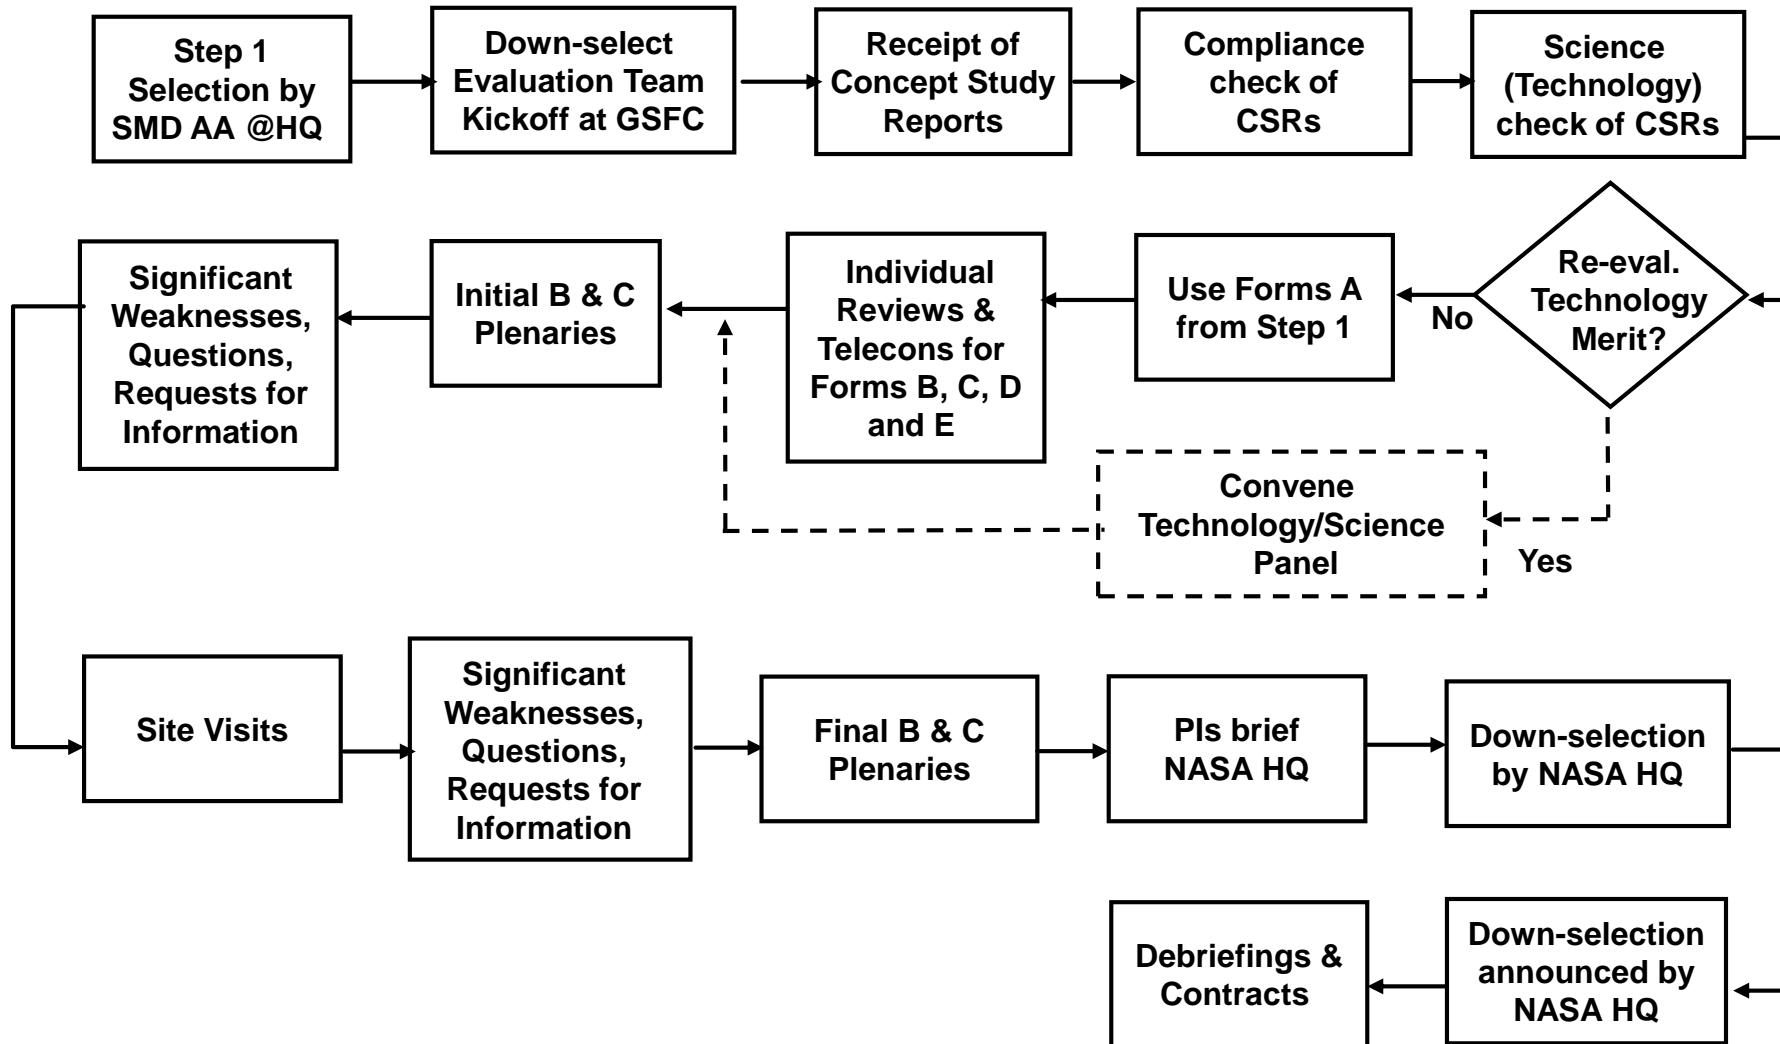 Step 1
Selection by
SMD AA @HQ
Down-select
Evaluation Team
Kickoff at GSFC
Receipt of
Concept Study
Reports
Compliance
check of
CSRs
Science
(Technology)
check of CSRs
Re-eval.
Technology
Merit?
No
Yes
Use Forms A
from Step 1
Individual
Reviews &
Telecons for
Forms B, C, D
and E
Initial B & C
Plenaries
Significant
Weaknesses,
Questions,
Requests for
Information
Convene
Technology/Science
Panel
Site Visits
Significant
Weaknesses,
Questions,
Requests for
Information
Final B & C
Plenaries
PIs brief
NASA HQ
Down-selection
by NASA HQ
Down-selection
announced by
NASA HQ
Debriefings &
Contracts